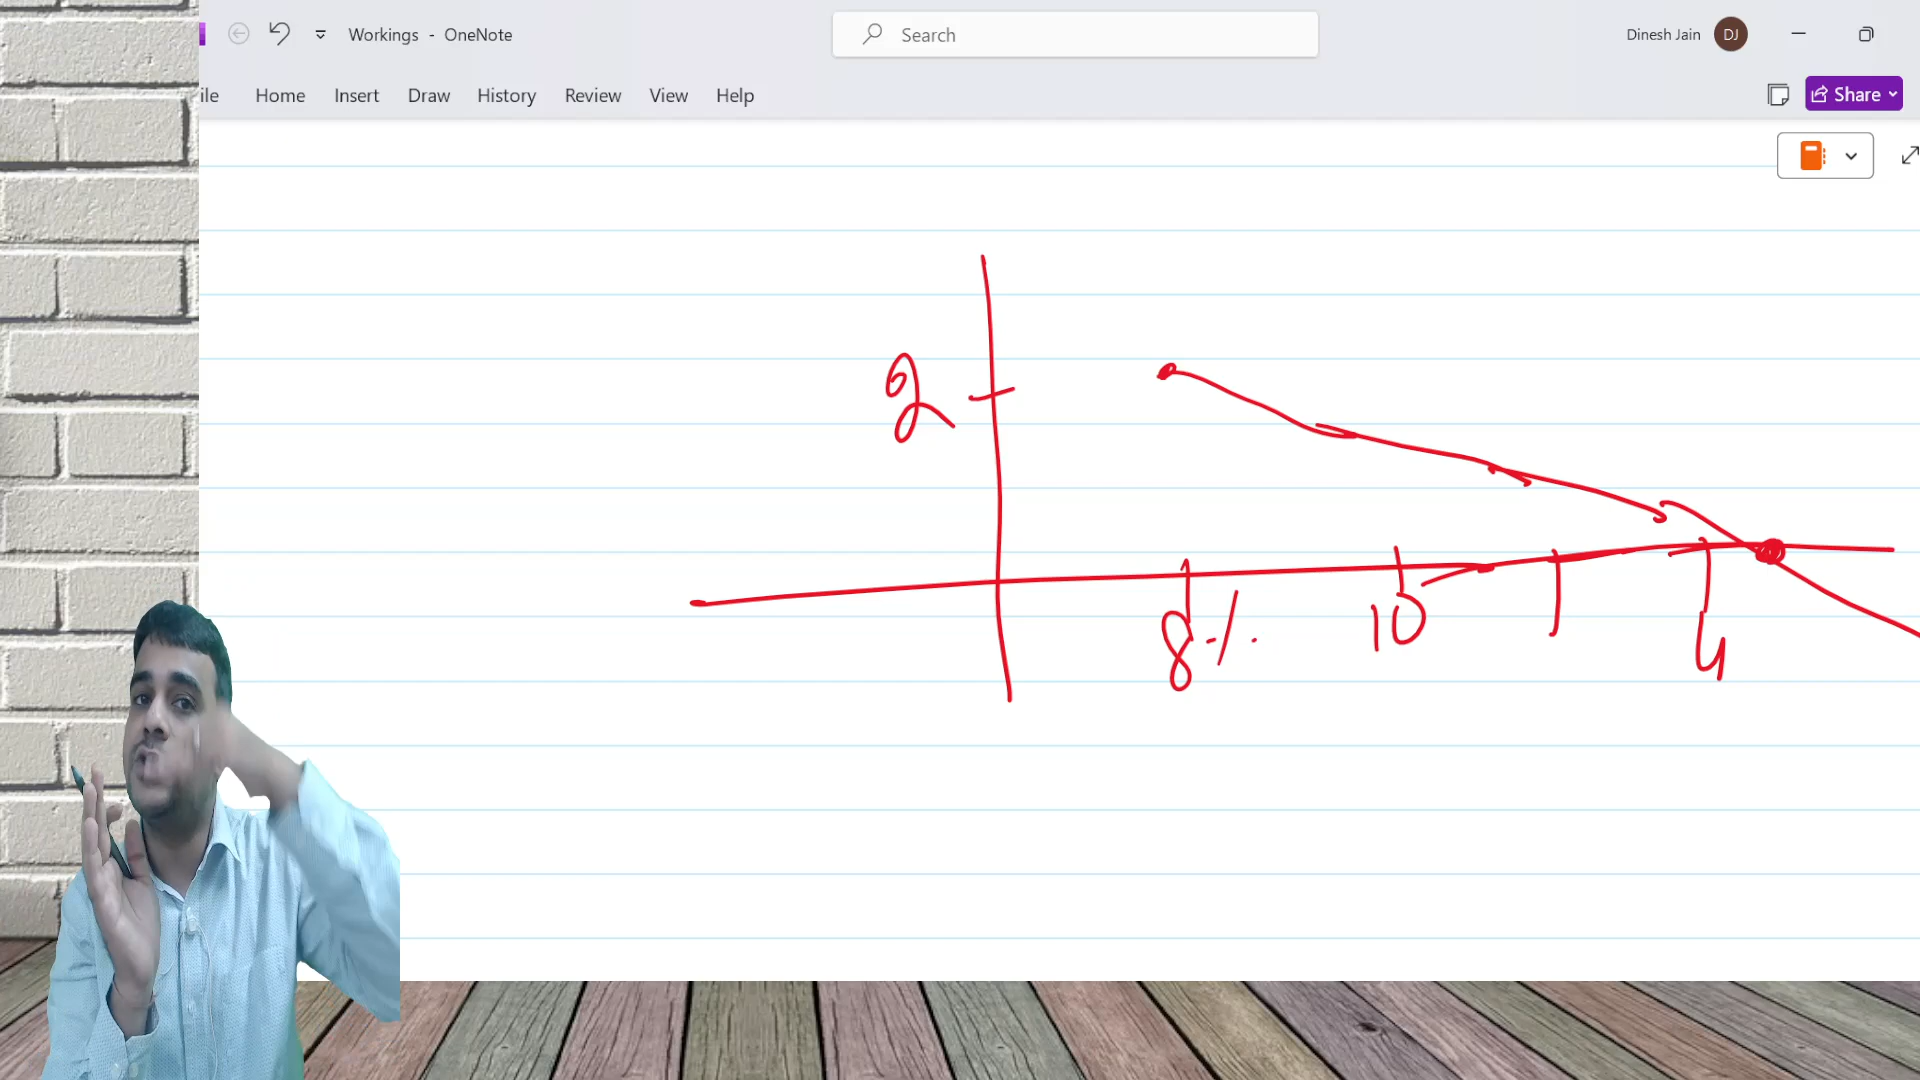 Workings - OneNote
Search
Dinesh Jain DJ
ile Home Insert Draw History Review View Help
Share
2
8% 10 4